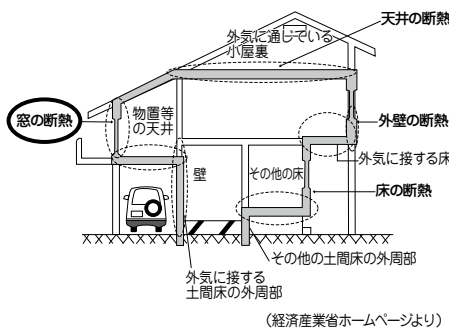 天井の断熱
外気に通じている
小屋裏
窓の断熱
物置等
の天井
外壁の断熱
外気に接する床
壁
その他の床
床の断熱
その他の土間床の外周部
外気に接する
土間床の外周部
（経済産業省ホームページより）